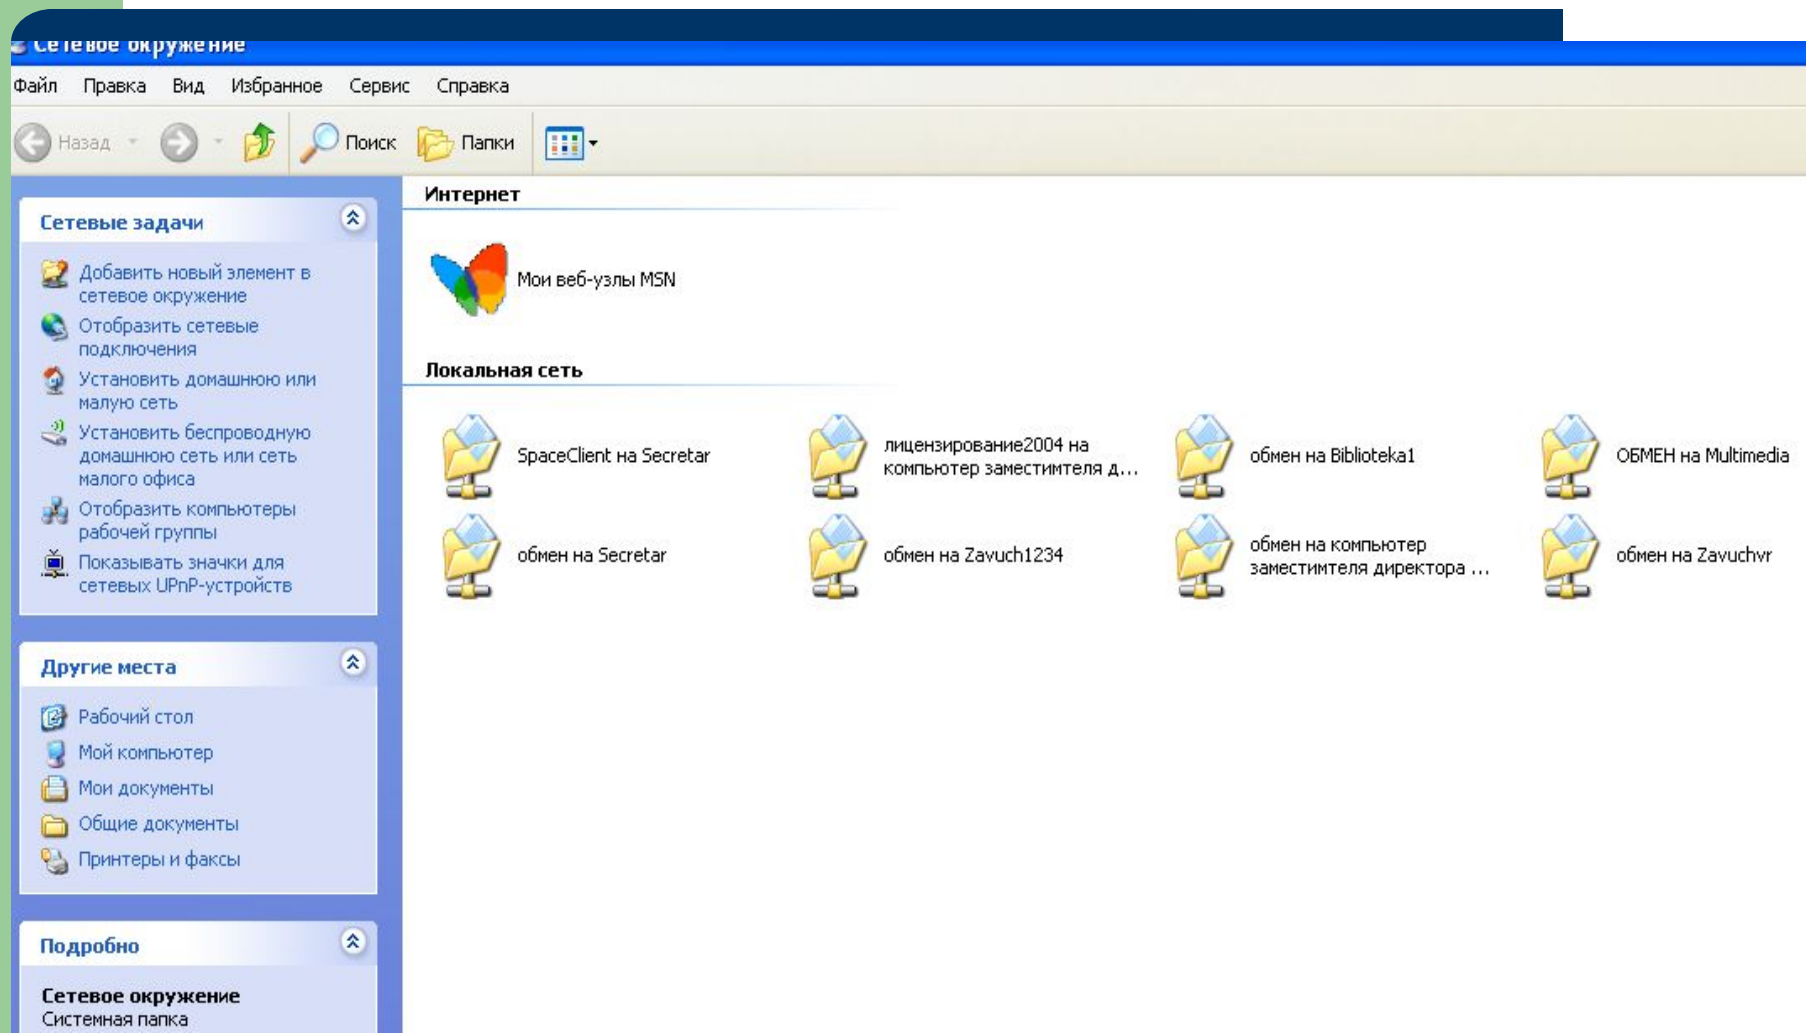 Сетевое окружение
Файл Правка Вид Избранное Сервис Справка
Назад Поиск Папки
Сетевые задачи
Добавить новый элемент в
сетевое окружение
Отобразить сетевые
подключения
Установить домашнюю или
малую сеть
Установить беспроводную
домашнюю сеть или сеть
малого офиса
Отобразить компьютеры
рабочей группы
Показывать значки для
сетевых UPnP-устройств
Другие места
Рабочий стол
Мой компьютер
Мои документы
Общие документы
Принтеры и факсы
Подробно
Сетевое окружение
Системная папка
Интернет
Мои веб-узлы MSN
Локальная сеть
SpaceClient на Secretar
лицензирование2004 на
компьютер заместимтеля д...
обмен на Biblioteka1
ОБМЕН на Multimedia
обмен на Secretar
обмен на Zavuch1234
обмен на компьютер
заместимтеля директора ...
обмен на Zavuchvr